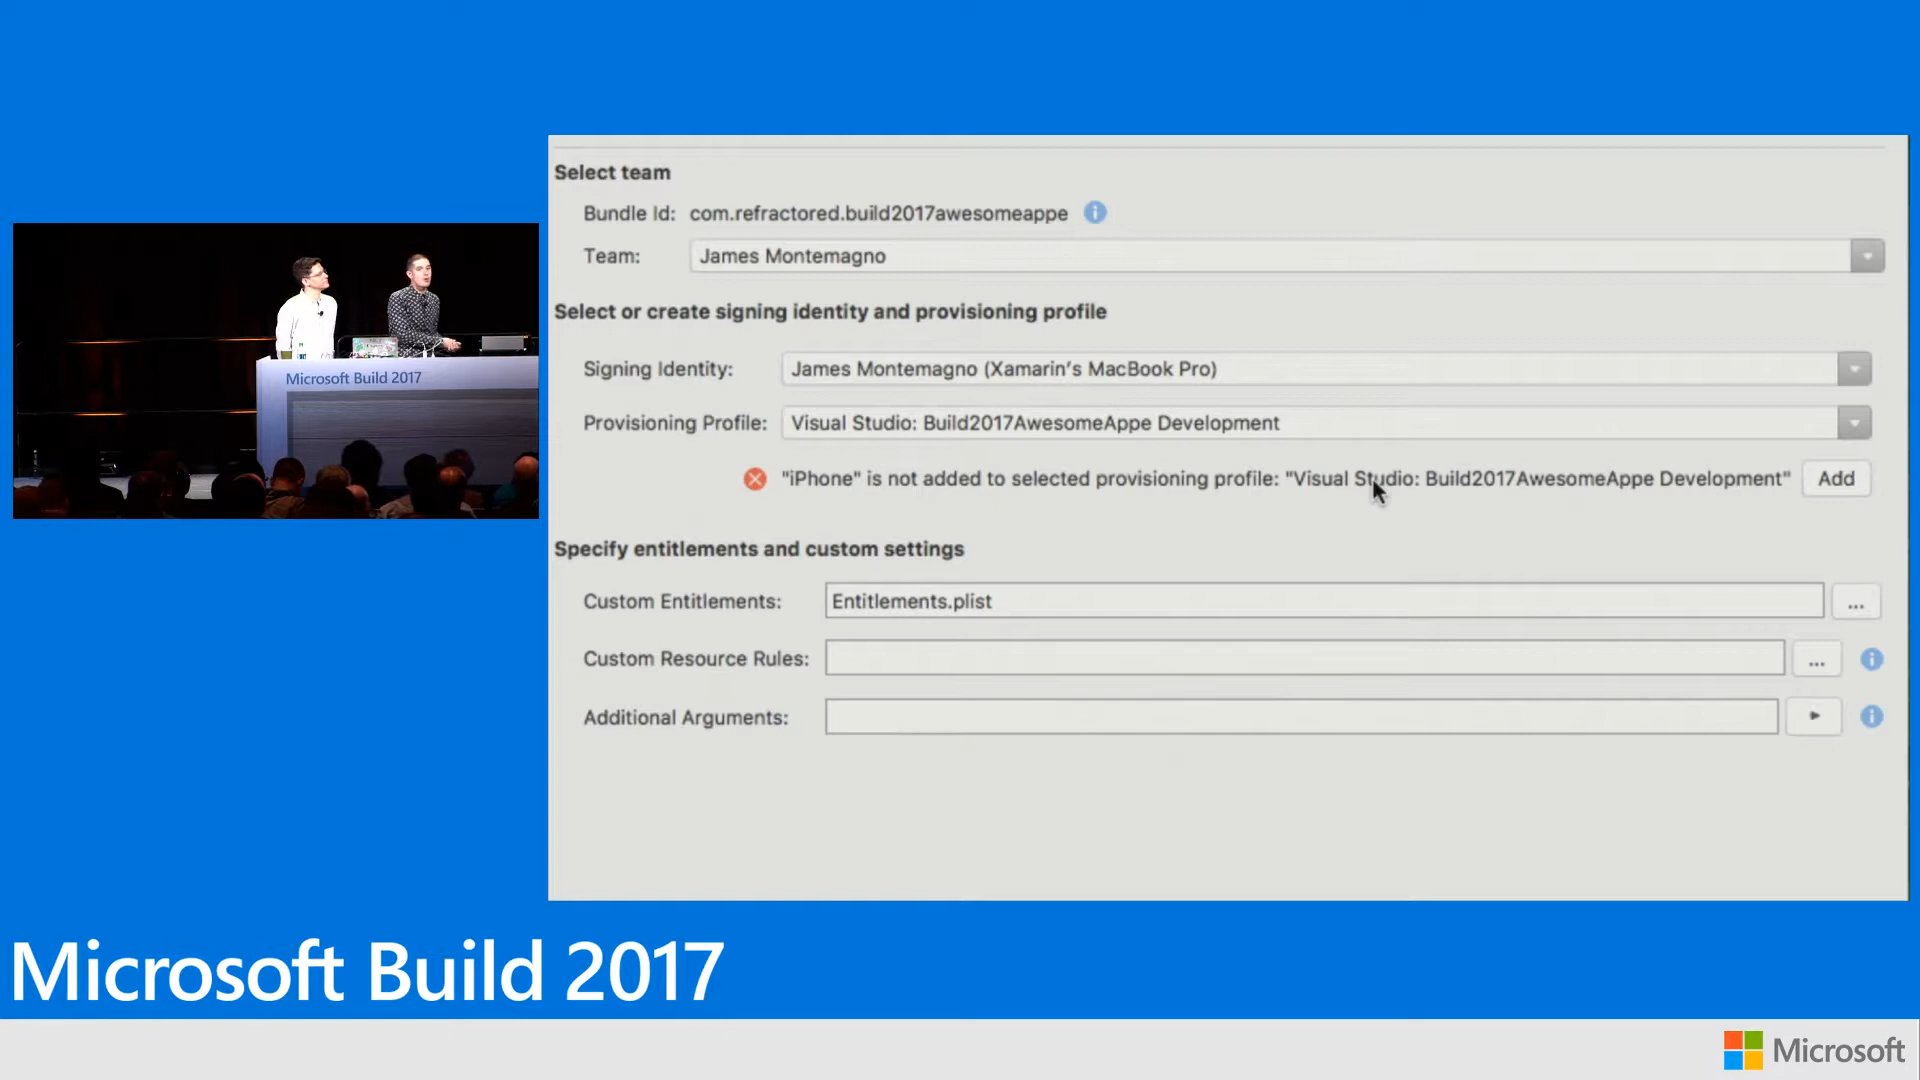 Select team
Bundle Id: com.refractored.build2017awesomeappe
Team: James Montemagno
Select or create signing identity and provisioning profile
Signing Identity: James Montemagno (Xamarin's MacBook Pro)
Provisioning Profile: Visual Studio: Build2017AwesomeAppe Development
"iPhone" is not added to selected provisioning profile: "Visual Studio: Build2017AwesomeAppe Development" Add
Specify entitlements and custom settings
Custom Entitlements: Entitlements.plist ...
Custom Resource Rules: ...
Additional Arguments:
Microsoft Build 2017
Microsoft Build 2017
Microsoft